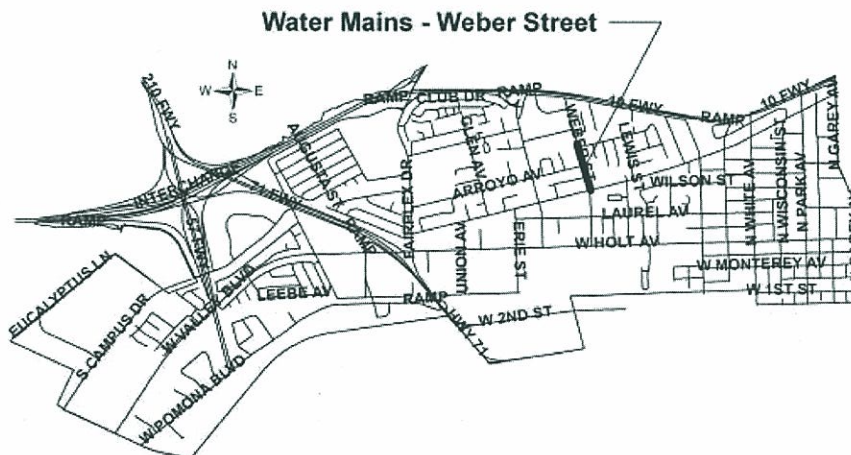 Water Mains - Weber Street
N
W E
S
210 FWY
RAMP
CLUB DR
RAMP
10 FWY
RAMP
10 FWY
N GAREY AV
AUGUSTA ST
GLEN AV
WEBER ST
LEWIS ST
INTERCHANGE
RAMP
FAIRPLEX DR
ARROYO AV
WILSON ST
N WHITE AV
N WISCONSIN ST
N PARK AV
LAUREL AV
UNION AV
ERIE ST
W HOLT AV
EUCALYPTUS LN
W MONTEREY AV
S CAMPUS DR
W VALLEY BLVD
LEEBE AV
RAMP
W 1ST ST
W 2ND ST
HWY 71
W POMONA BLVD